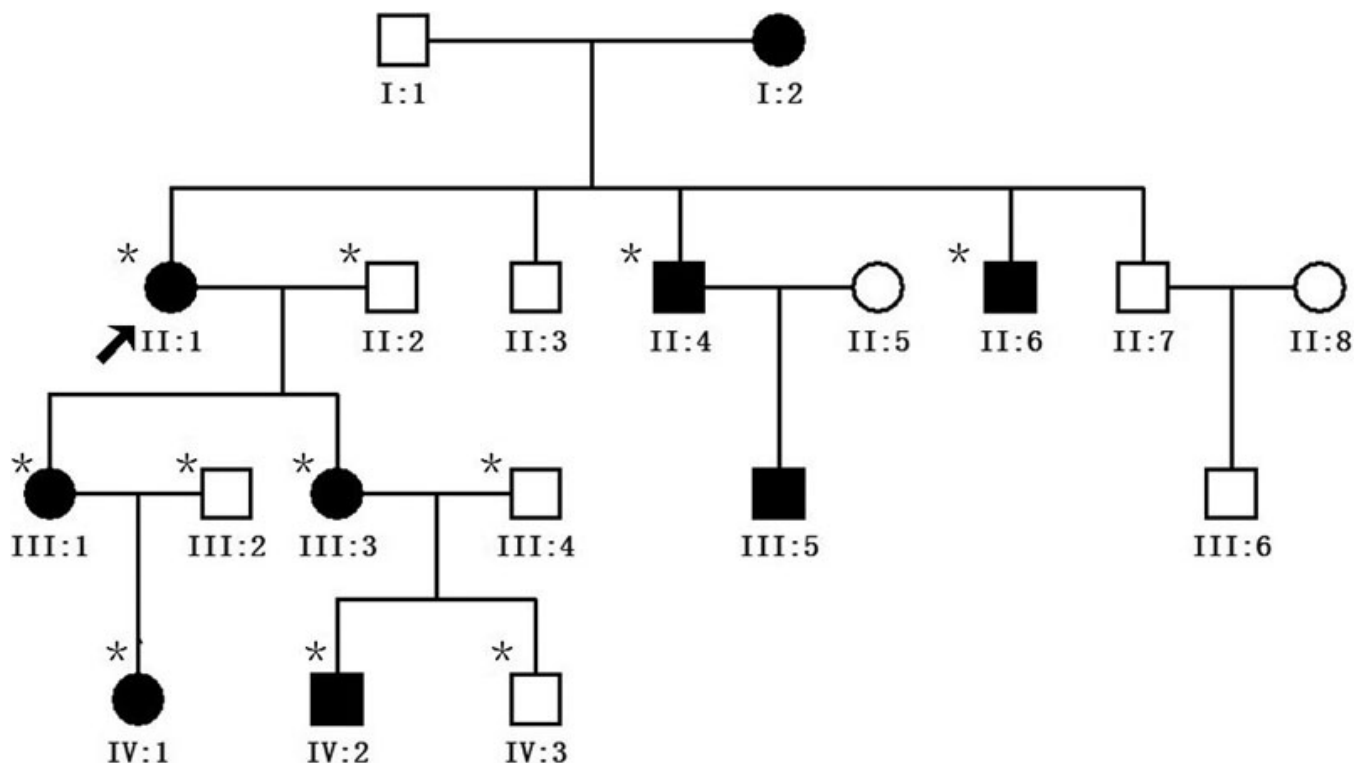 I:1 I:2
* * * *
II:1 II:2 II:3 II:4 II:5 II:6 II:7 II:8
* * * *
III:1 III:2 III:3 III:4 III:5 III:6
* * *
IV:1 IV:2 IV:3